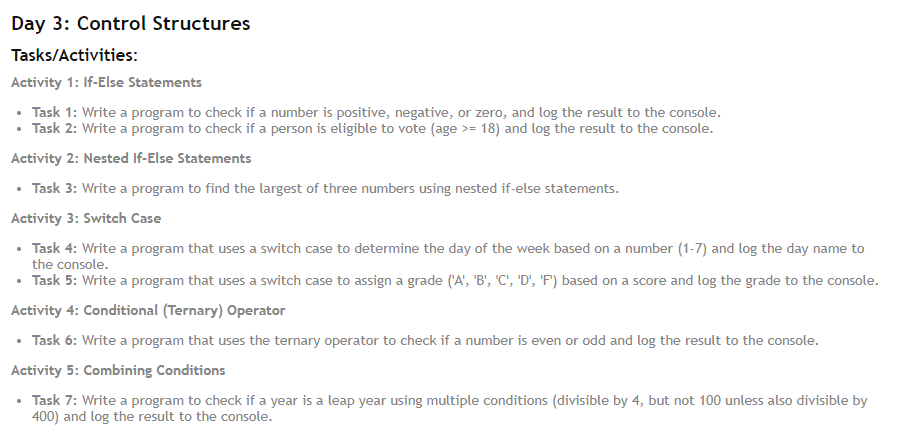 Day 3: Control Structures
Tasks/Activities:
Activity 1: If-Else Statements
• Task 1: Write a program to check if a number is positive, negative, or zero, and log the result to the console.
• Task 2: Write a program to check if a person is eligible to vote (age >= 18) and log the result to the console.
Activity 2: Nested If-Else Statements
• Task 3: Write a program to find the largest of three numbers using nested if-else statements.
Activity 3: Switch Case
• Task 4: Write a program that uses a switch case to determine the day of the week based on a number (1-7) and log the day name to
the console.
• Task 5: Write a program that uses a switch case to assign a grade ('A', 'B', 'C', 'D', 'F') based on a score and log the grade to the console.
Activity 4: Conditional (Ternary) Operator
• Task 6: Write a program that uses the ternary operator to check if a number is even or odd and log the result to the console.
Activity 5: Combining Conditions
• Task 7: Write a program to check if a year is a leap year using multiple conditions (divisible by 4, but not 100 unless also divisible by
400) and log the result to the console.